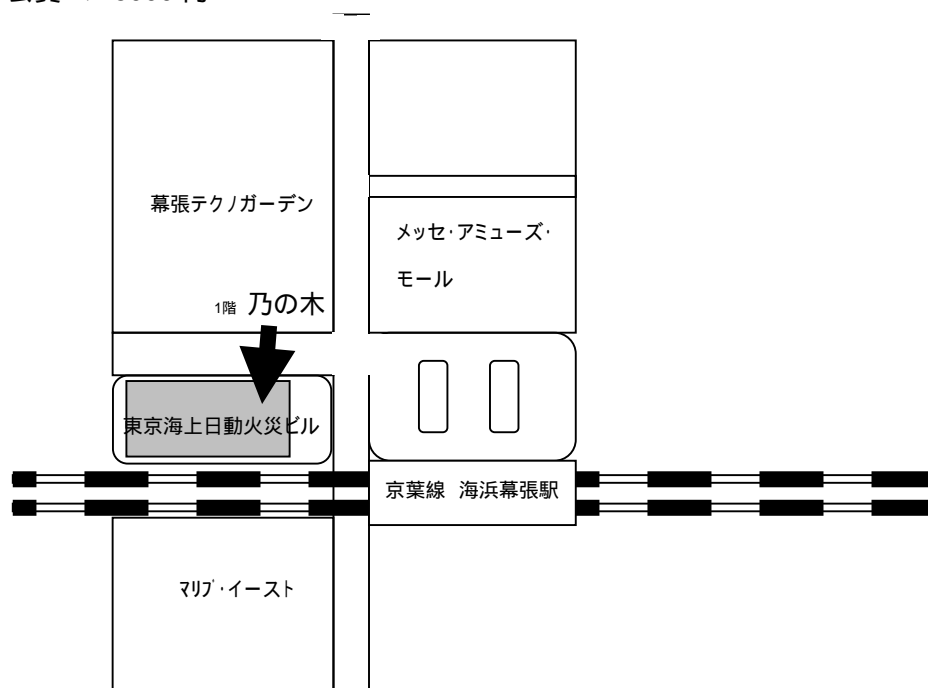 幕張テクノガーデン
メッセ・アミューズ・
モール
1階 乃の木
東京海上日動火災ビル
京葉線 海浜幕張駅
マリブ・イースト